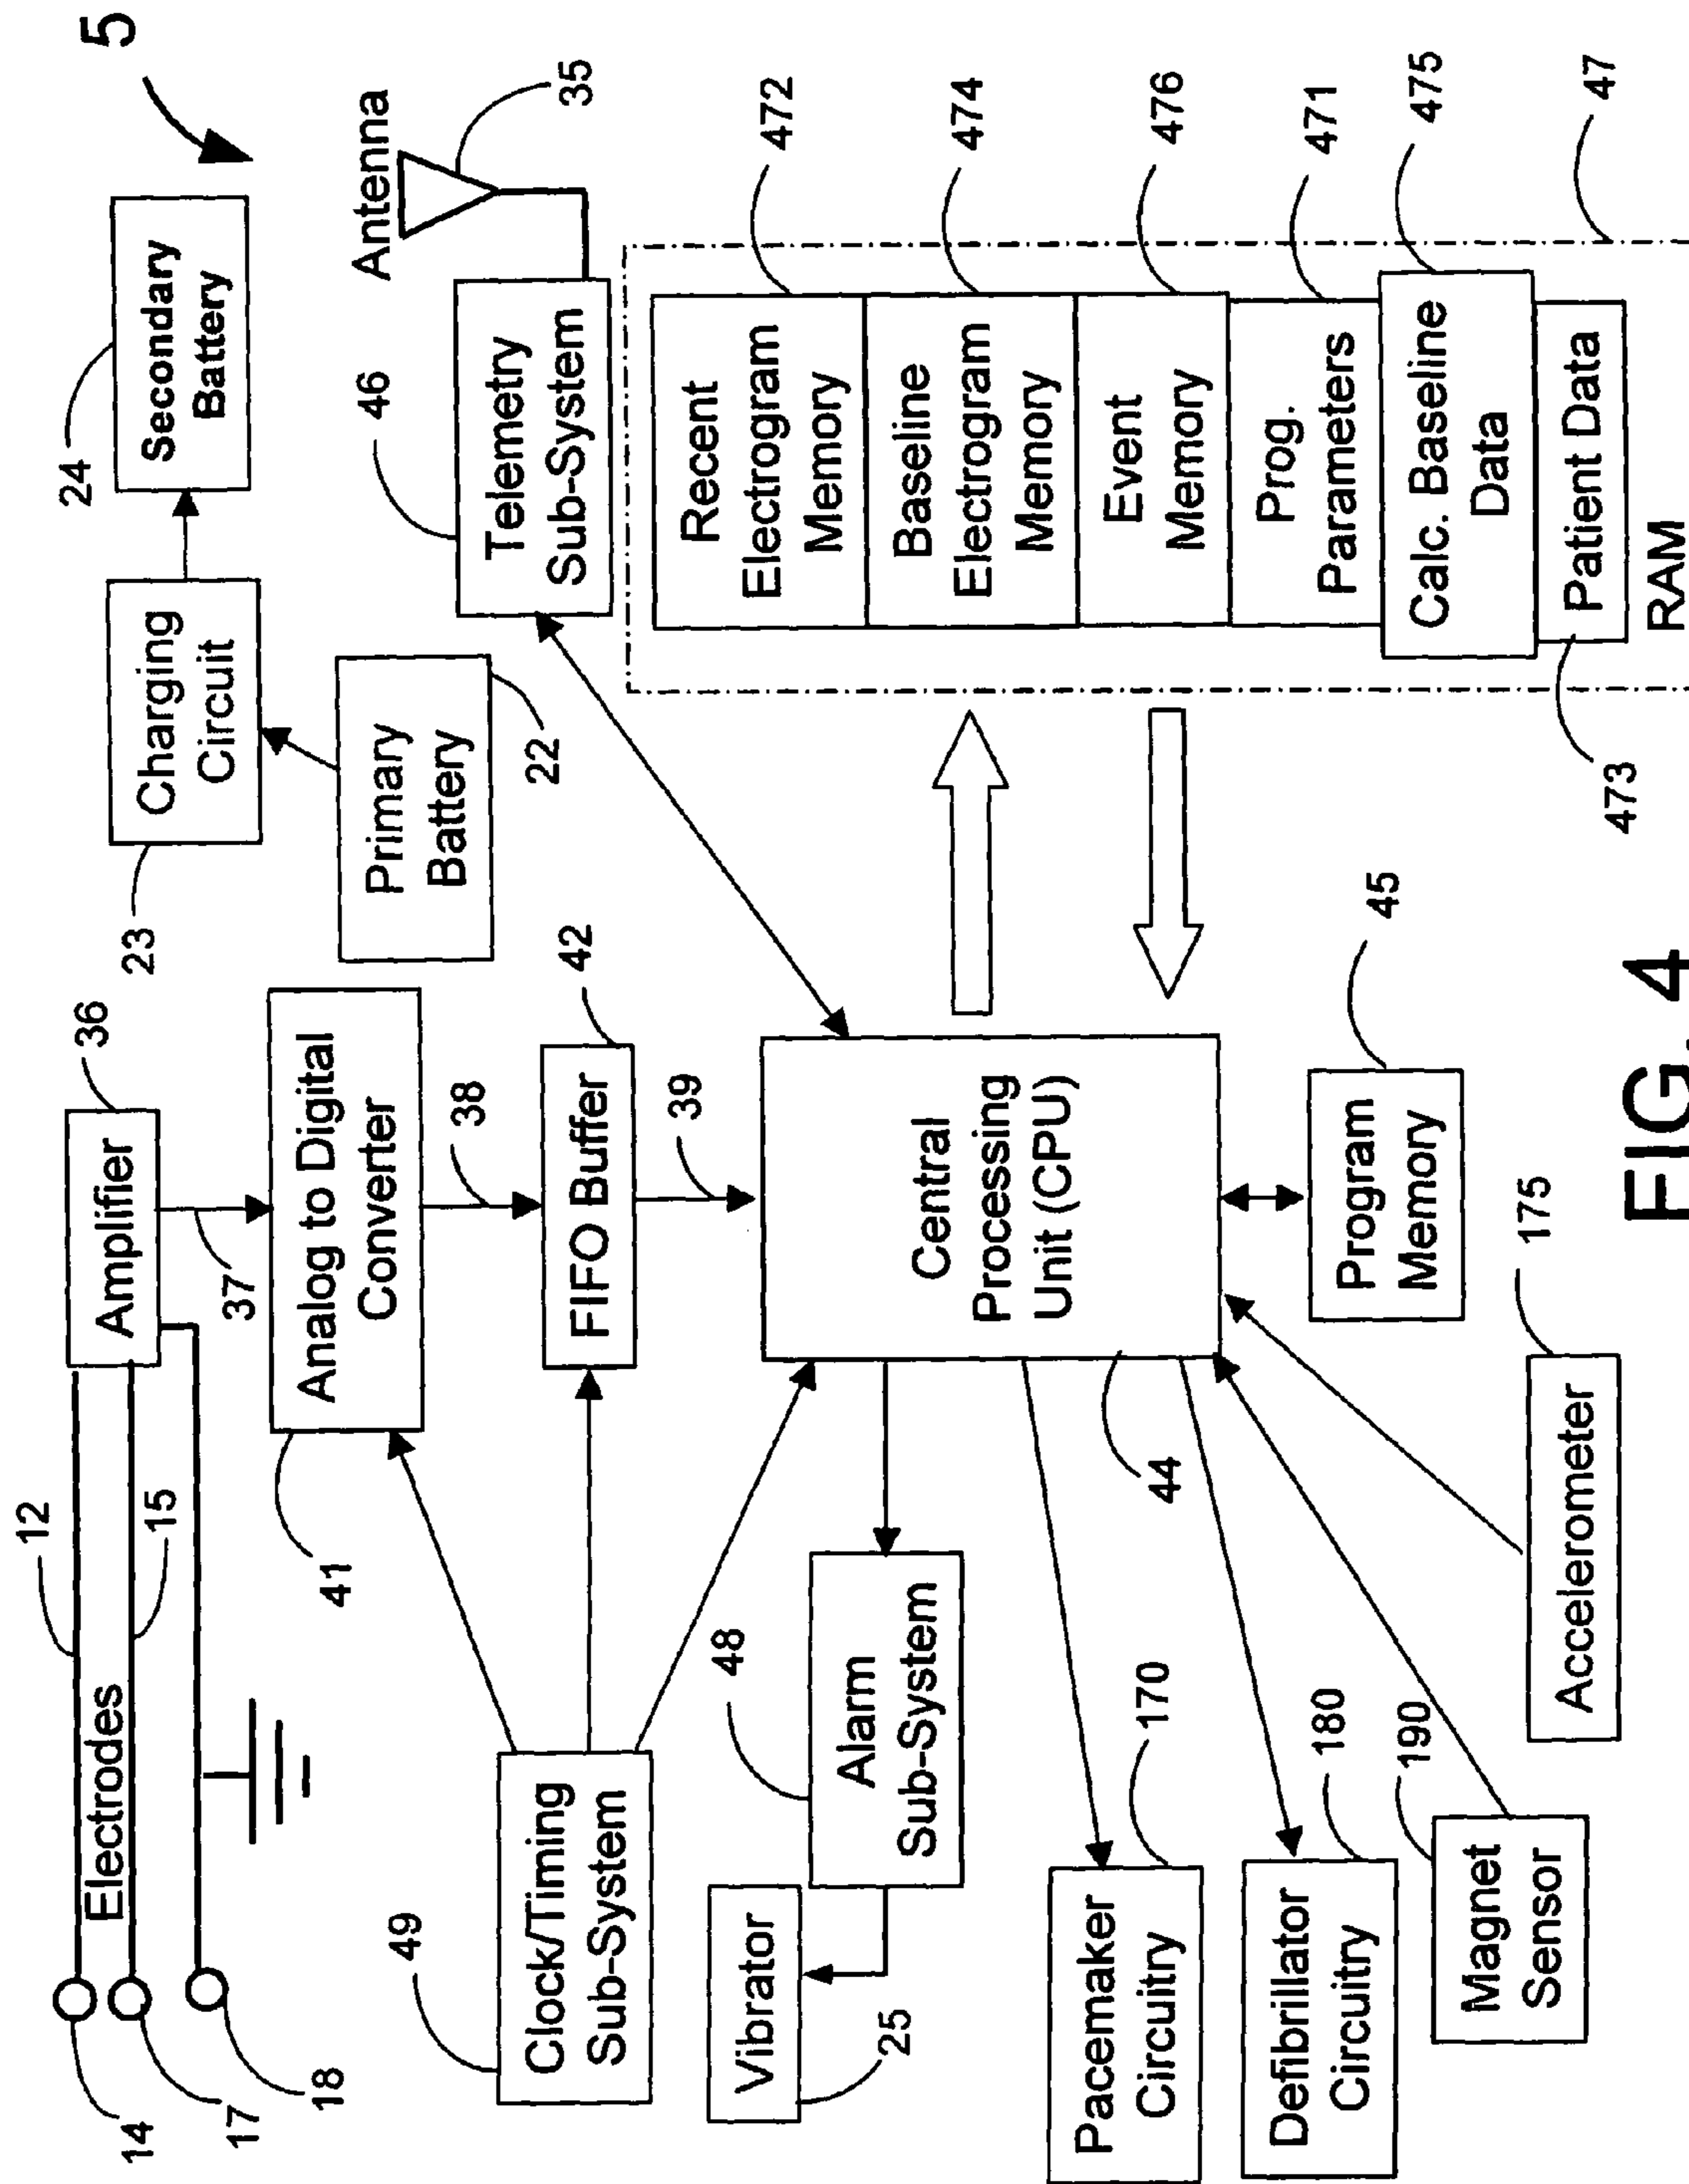 5
12
Electrodes
15
14
17
18
Amplifier
36
37
Analog to Digital
Converter
41
38
FIFO Buffer
42
39
23
Charging
Circuit
24
Secondary
Battery
Primary
Battery
22
Antenna
35
46
Telemetry
Sub-System
49
Clock/Timing
Sub-System
Vibrator
25
48
Alarm
Sub-System
Central
Processing
Unit (CPU)
44
Pacemaker
Circuitry
170
Defibrillator
Circuitry
180
190
Magnet
Sensor
Accelerometer
175
Program
Memory
45
Recent
Electrogram
Memory
472
Baseline
Electrogram
Memory
474
Event
Memory
476
Prog.
Parameters
471
Calc. Baseline
Data
475
Patient Data
473
47
RAM
FIG. 4